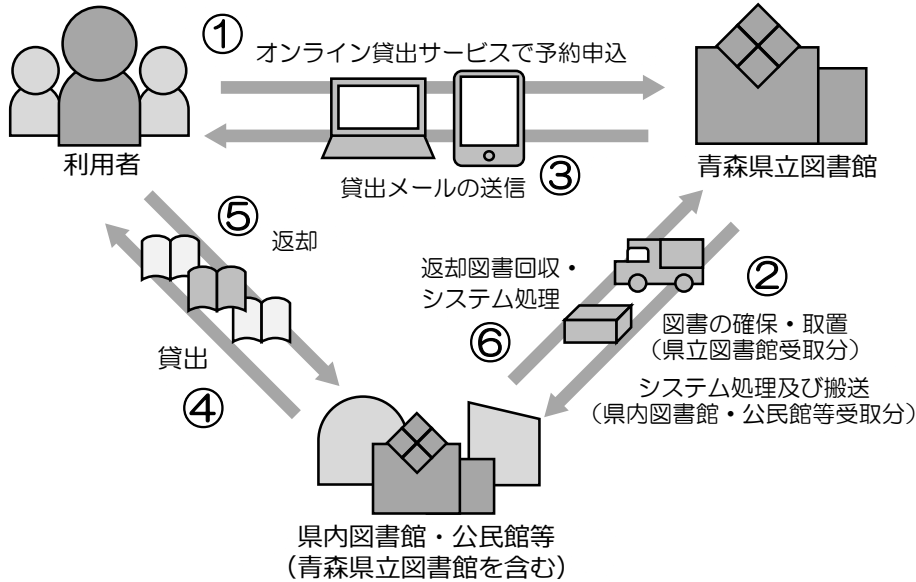 ①
オンライン貸出サービスで予約申込
利用者
青森県立図書館
貸出メールの送信
③
⑤
返却
返却図書回収・
システム処理
⑥
②
図書の確保・取置
（県立図書館受取分）
システム処理及び搬送
（県内図書館・公民館等受取分）
貸出
④
県内図書館・公民館等
（青森県立図書館を含む）